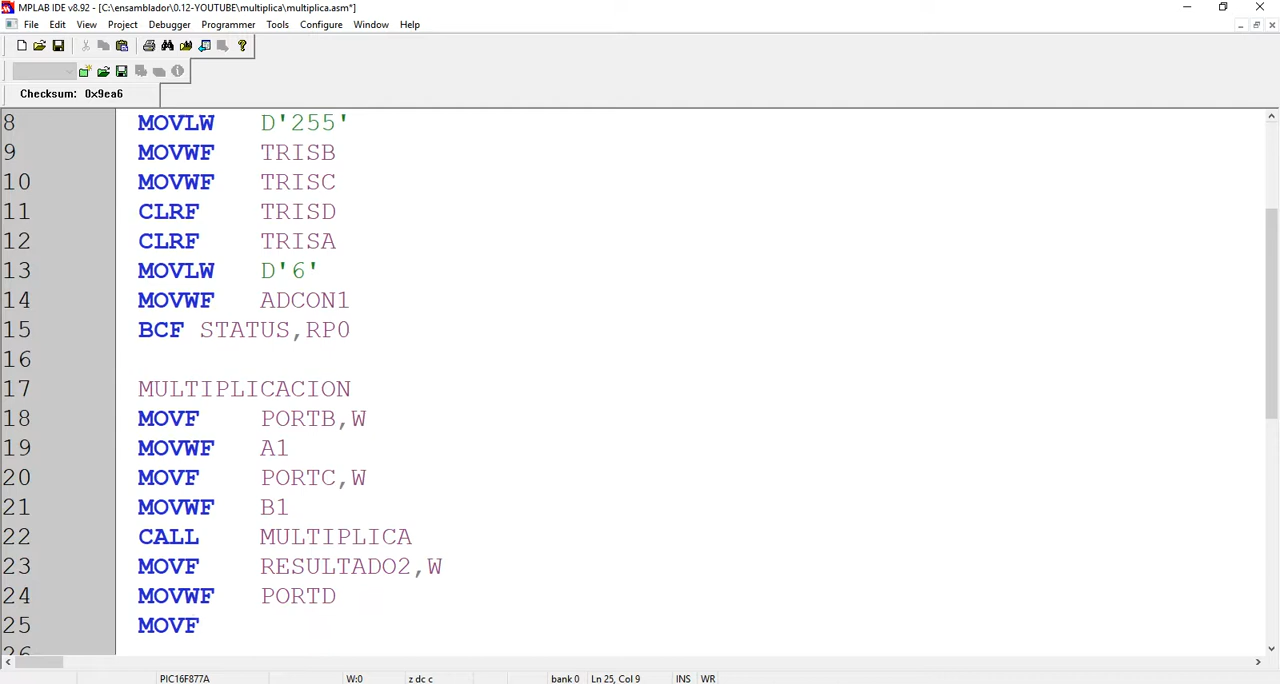 MPLAB IDE v8.92 - [C:\ensamblador\0.12-YOUTUBE\multiplica\multiplica.asm*]
File Edit View Project Debugger Programmer Tools Configure Window Help
Checksum: 0x9ea6
8 MOVLW D'255'
9 MOVWF TRISB
10 MOVWF TRISC
11 CLRF TRISD
12 CLRF TRISA
13 MOVLW D'6'
14 MOVWF ADCON1
15 BCF STATUS,RP0
16
17 MULTIPLICACION
18 MOVF PORTB,W
19 MOVWF A1
20 MOVF PORTC,W
21 MOVWF B1
22 CALL MULTIPLICA
23 MOVF RESULTADO2,W
24 MOVWF PORTD
25 MOVF
26
PIC16F877A W:0 z dc c bank 0 Ln 25, Col 9 INS WR